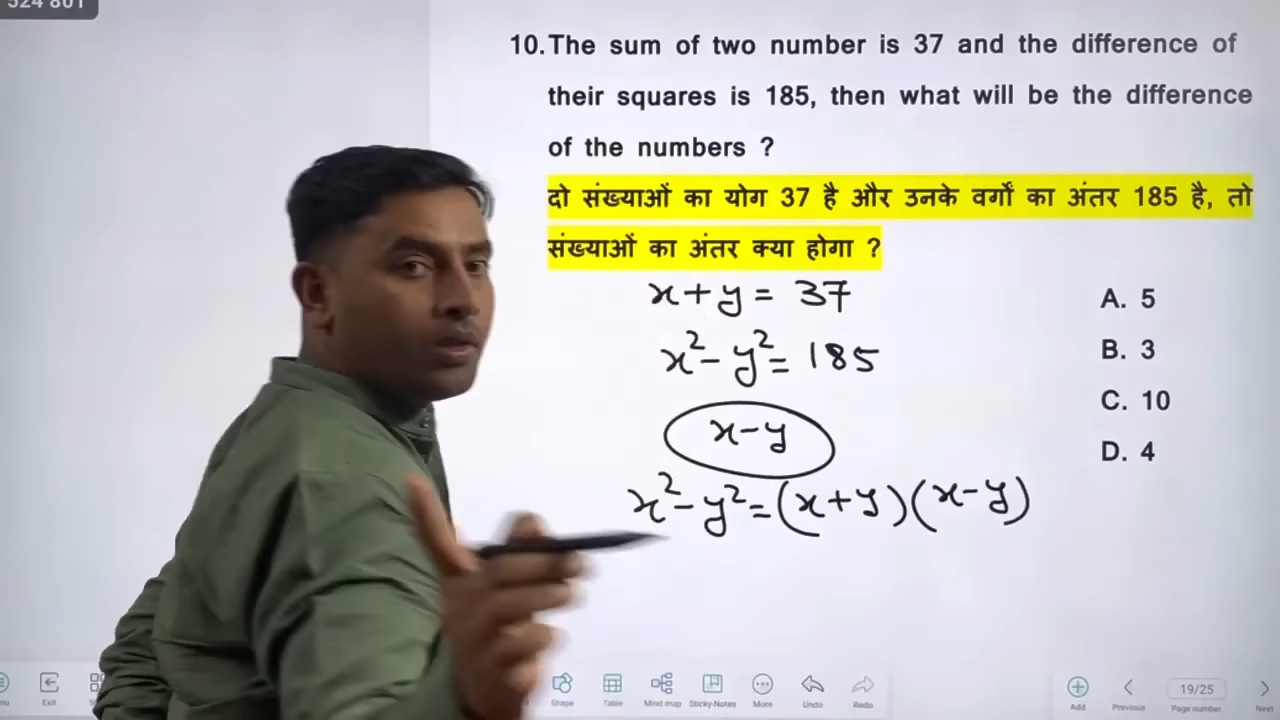 524 801
10. The sum of two number is 37 and the difference of
their squares is 185, then what will be the difference
of the numbers ?
दो संख्याओं का योग 37 है और उनके वर्गों का अंतर 185 है, तो
संख्याओं का अंतर क्या होगा ?
x+y = 37
x²-y²= 185
x-y
x²-y²=(x+y)(x-y)
A. 5
B. 3
C. 10
D. 4
Exit
Shape
Table
Mind map
Sticky-Notes
More
Undo
Redo
Add
Previous
19/25
Page number
Next